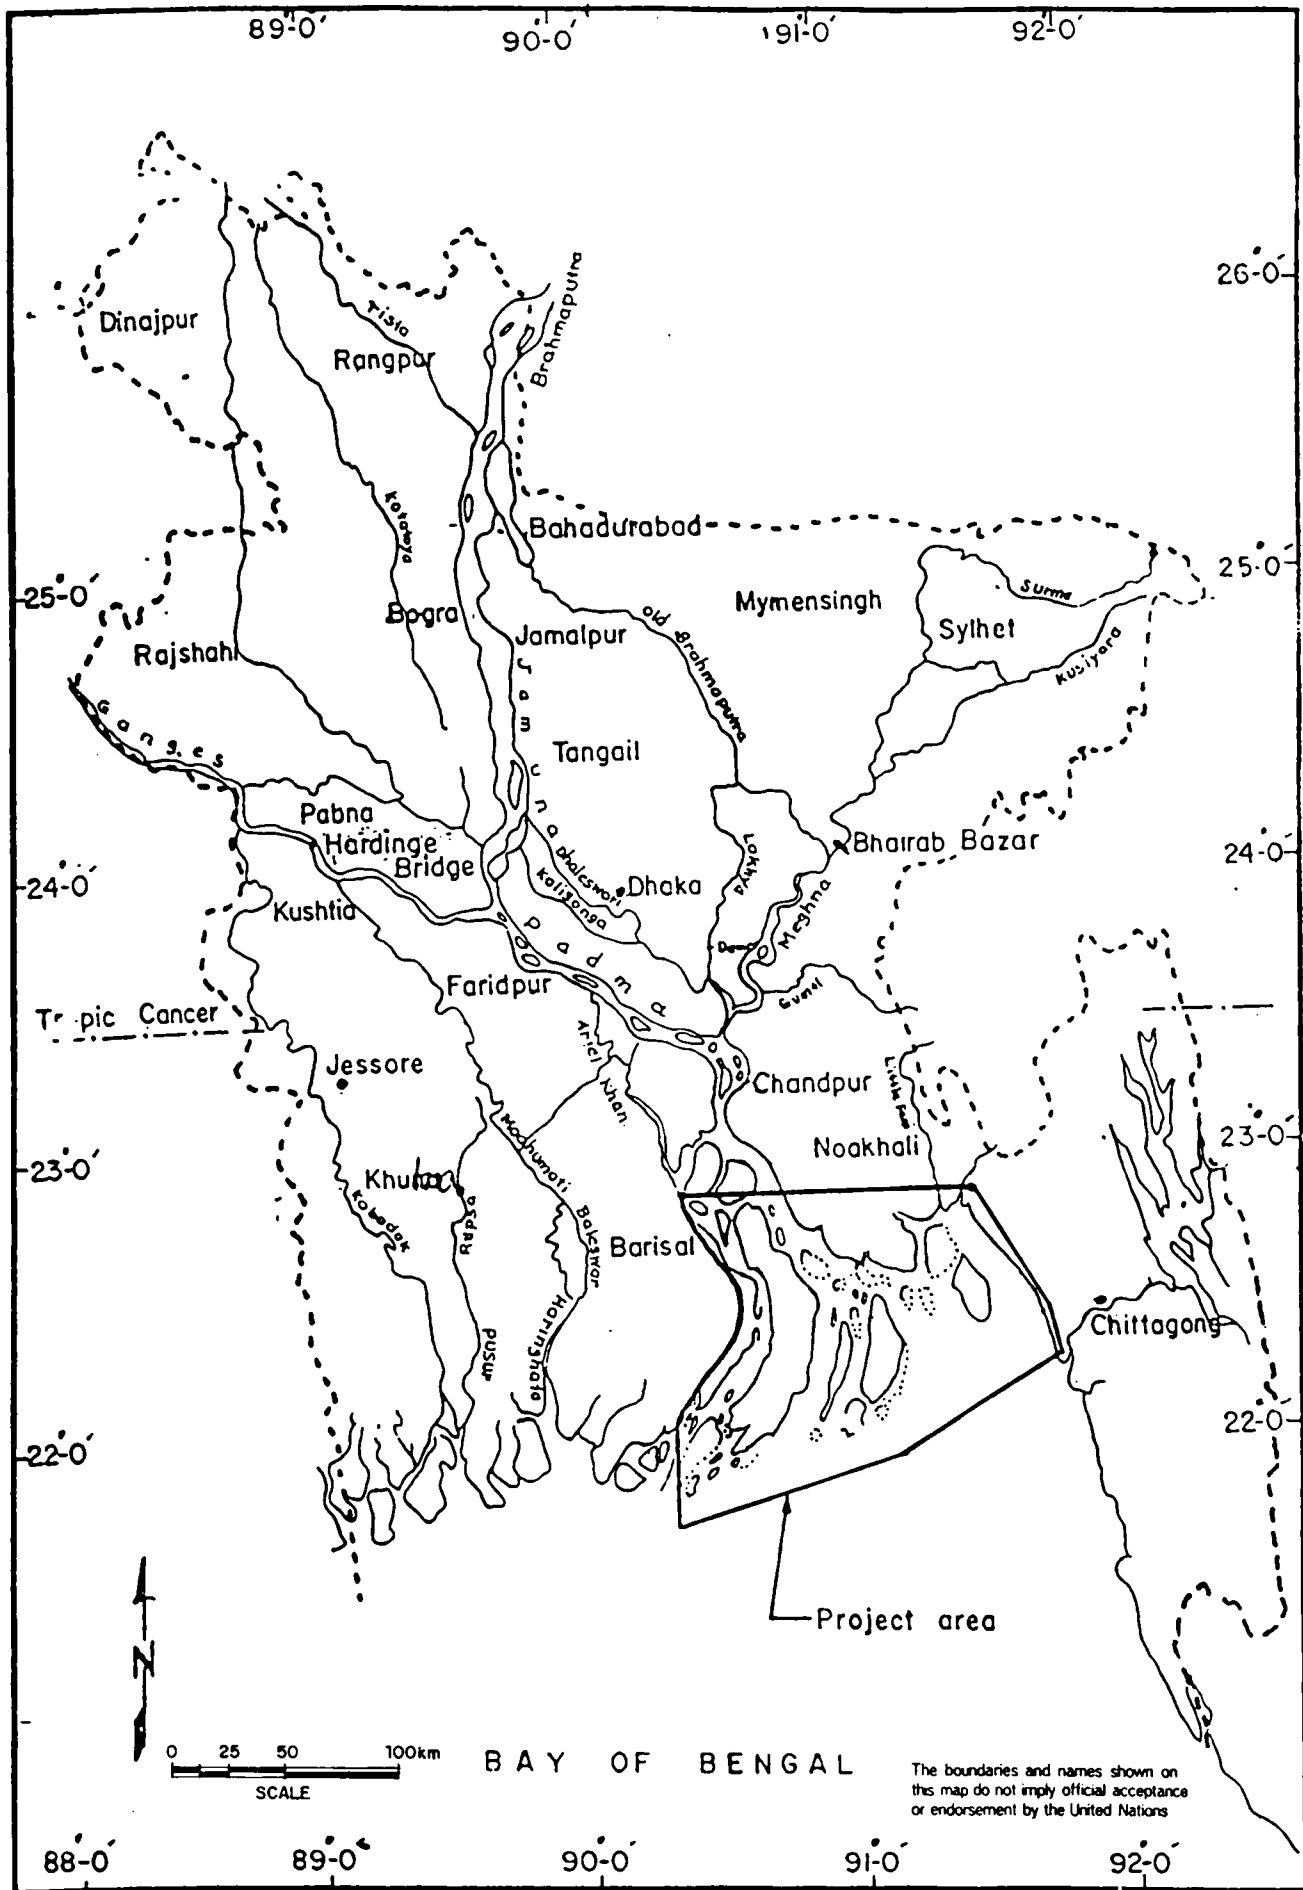 89°-0′
90°-0′
91°-0′
92°-0′
26°-0′
Dinajpur
Tista
Rangpur
Brahmaputra
Bahadurabad
25°-0′
Surma
25°-0′
Mymensingh
Bogra
Old Brahmaputra
Sylhet
Jamalpur
Rajshahi
Kusiyara
Jamuna
Ganges
Tangail
Pabna
Hardinge
Bridge
Lakhya
Bhairab Bazar
24°-0′
24°-0′
Dhaleswari
Kaliganga
Dhaka
Meghna
Kushtia
Padma
Faridpur
Gumti
Tr pic Cancer
Arial Khan
Jessore
Chandpur
Modhumati
Noakhali
23°-0′
23°-0′
Khulna
Kobadak
Rupsa
Baleswar
Barisal
Haringhata
Pusur
Chittagong
22°-0′
22°-0′
Project area
N
0 25 50 100km
SCALE
BAY OF BENGAL
The boundaries and names shown on
this map do not imply official acceptance
or endorsement by the United Nations
88°-0′
89°-0′
90°-0′
91°-0′
92°-0′